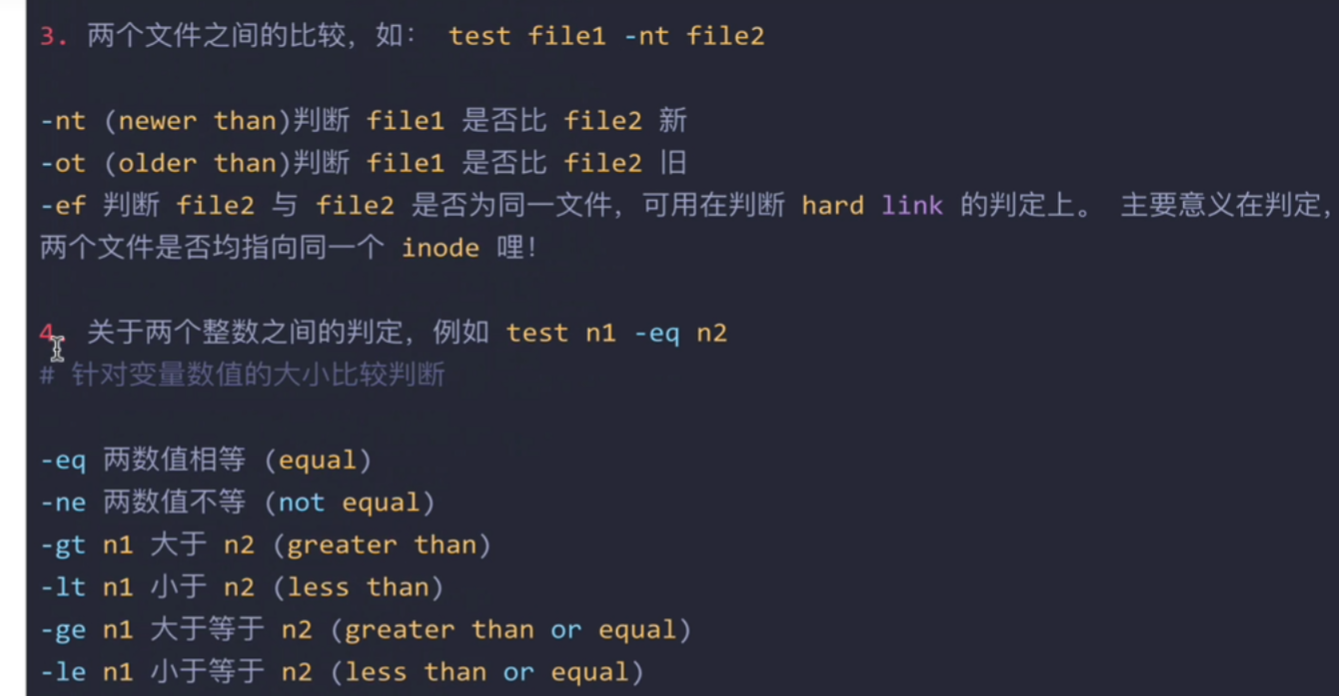 3. 两个文件之间的比较，如： test file1 -nt file2
-nt (newer than)判断 file1 是否比 file2 新
-ot (older than)判断 file1 是否比 file2 旧
-ef 判断 file2 与 file2 是否为同一文件，可用在判断 hard link 的判定上。 主要意义在判定，
两个文件是否均指向同一个 inode 哩！
4. 关于两个整数之间的判定，例如 test n1 -eq n2
# 针对变量数值的大小比较判断
-eq 两数值相等 (equal)
-ne 两数值不等 (not equal)
-gt n1 大于 n2 (greater than)
-lt n1 小于 n2 (less than)
-ge n1 大于等于 n2 (greater than or equal)
-le n1 小于等于 n2 (less than or equal)